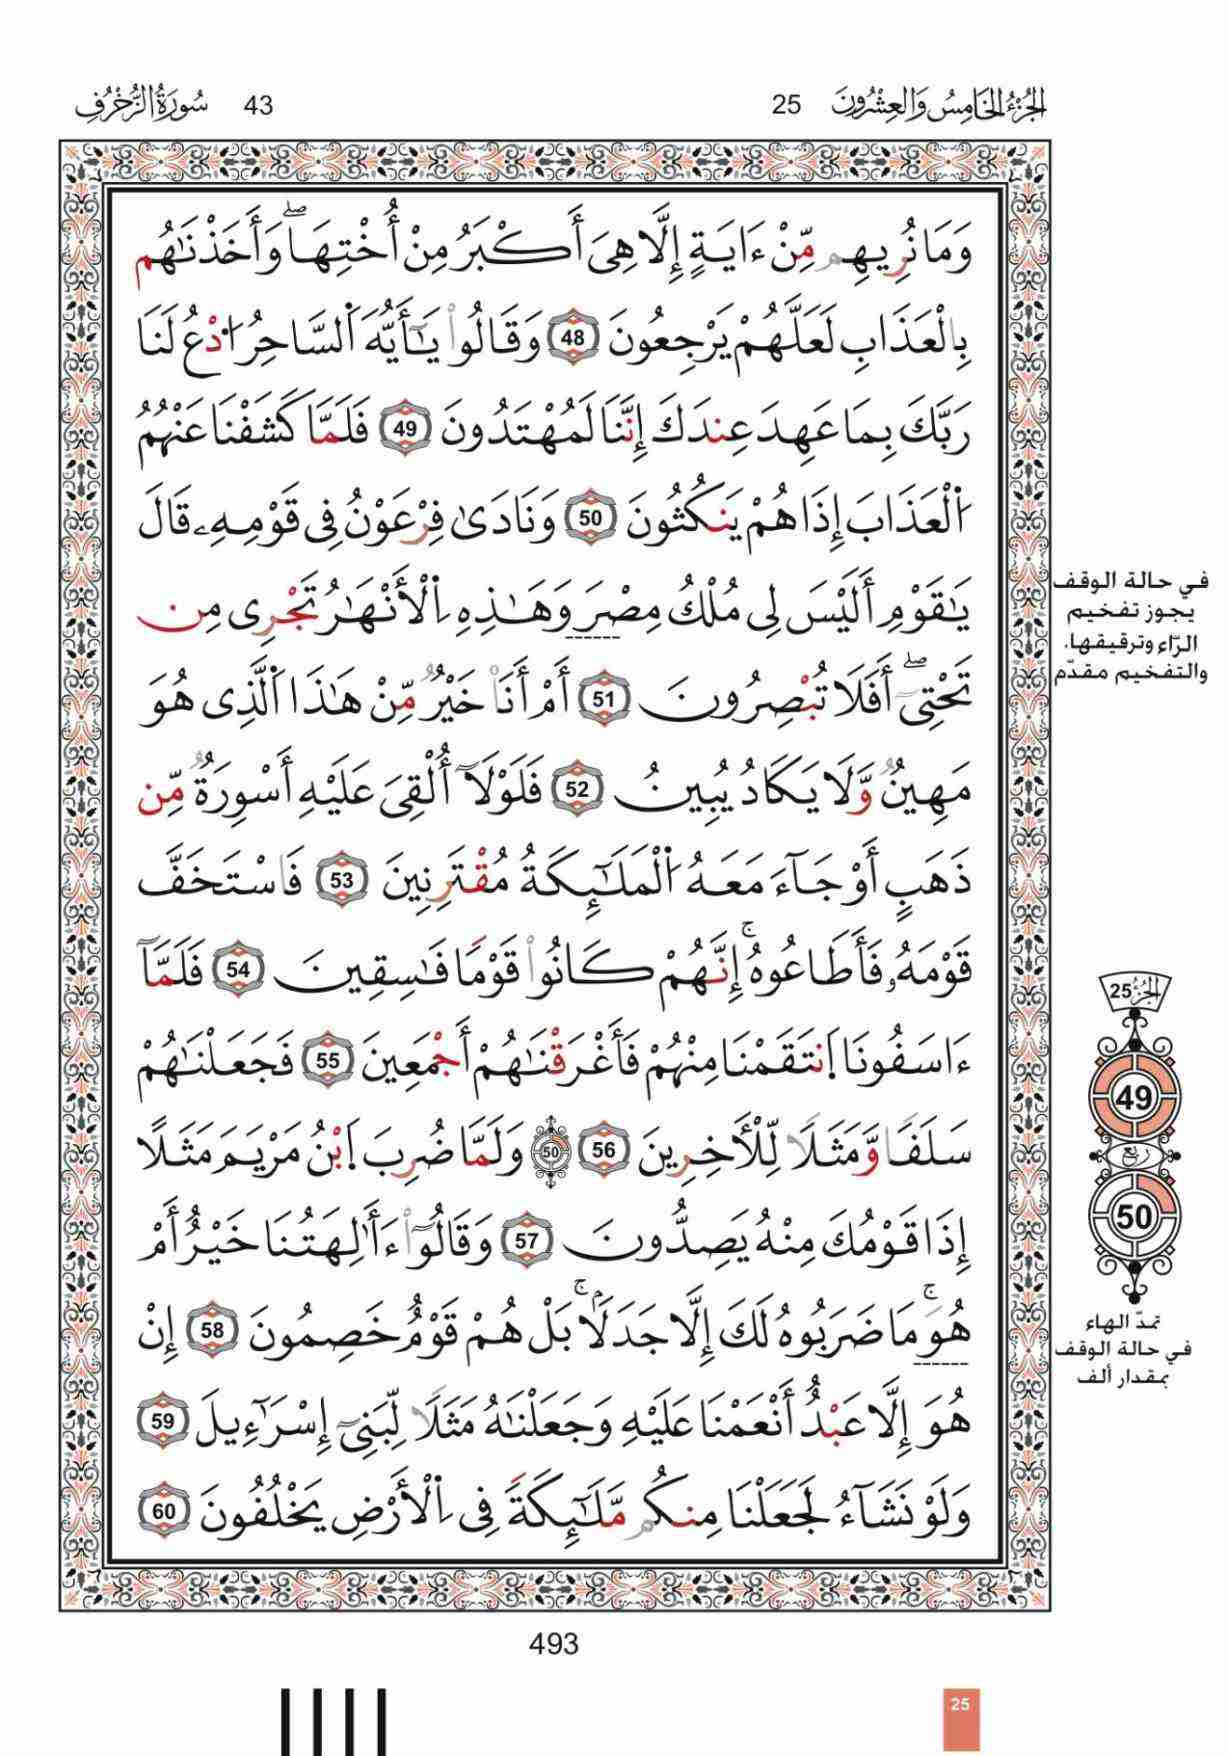 الجُزْءُ الخَامِسُ وَالعِشْرُونَ 25
43 سُورَةُ الزُّخْرُفِ
وَمَا نُرِيهِم مِّنْ ءَايَةٍ إِلَّا هِىَ أَكْبَرُ مِنْ أُخْتِهَا ۖ وَأَخَذْنَٰهُم
بِالْعَذَابِ لَعَلَّهُمْ يَرْجِعُونَ 48 وَقَالُوا۟ يَٰٓأَيُّهَ ٱلسَّاحِرُ ٱدْعُ لَنَا
رَبَّكَ بِمَا عَهِدَ عِندَكَ إِنَّنَا لَمُهْتَدُونَ 49 فَلَمَّا كَشَفْنَا عَنْهُمُ
ٱلْعَذَابَ إِذَا هُمْ يَنكُثُونَ 50 وَنَادَىٰ فِرْعَوْنُ فِى قَوْمِهِۦ قَالَ
يَٰقَوْمِ أَلَيْسَ لِى مُلْكُ مِصْرَ وَهَٰذِهِ ٱلْأَنْهَٰرُ تَجْرِى مِن
تَحْتِىٓ ۖ أَفَلَا تُبْصِرُونَ 51 أَمْ أَنَا۠ خَيْرٌ مِّنْ هَٰذَا ٱلَّذِى هُوَ
مَهِينٌ وَّلَا يَكَادُ يُبِينُ 52 فَلَوْلَآ أُلْقِىَ عَلَيْهِ أَسْوِرَةٌ مِّن
ذَهَبٍ أَوْ جَآءَ مَعَهُ ٱلْمَلَٰٓئِكَةُ مُقْتَرِنِينَ 53 فَاسْتَخَفَّ
قَوْمَهُۥ فَأَطَاعُوهُ ۚ إِنَّهُمْ كَانُوا۟ قَوْمًا فَٰسِقِينَ 54 فَلَمَّآ
ءَاسَفُونَا ٱنتَقَمْنَا مِنْهُمْ فَأَغْرَقْنَٰهُمْ أَجْمَعِينَ 55 فَجَعَلْنَٰهُمْ
سَلَفًا وَّمَثَلًا لِّلْأَخِرِينَ 56 50 وَلَمَّا ضُرِبَ ٱبْنُ مَرْيَمَ مَثَلًا
إِذَا قَوْمُكَ مِنْهُ يَصِدُّونَ 57 وَقَالُوٓا۟ ءَأَٰلِهَتُنَا خَيْرٌ أَمْ
هُوَ ۚ مَا ضَرَبُوهُ لَكَ إِلَّا جَدَلًۢا ۚ بَلْ هُمْ قَوْمٌ خَصِمُونَ 58 إِنْ
هُوَ إِلَّا عَبْدٌ أَنْعَمْنَا عَلَيْهِ وَجَعَلْنَٰهُ مَثَلًا لِّبَنِىٓ إِسْرَٰٓءِيلَ 59
وَلَوْ نَشَآءُ لَجَعَلْنَا مِنكُم مَّلَٰٓئِكَةً فِى ٱلْأَرْضِ يَخْلُفُونَ 60
في حالة الوقف
يجوز تفخيم
الرّاء وترقيقها،
والتفخيم مقدّم
الجُزْءُ 25
49
ربع
50
تمدّ الهاء
في حالة الوقف
بمقدار ألف
493
25